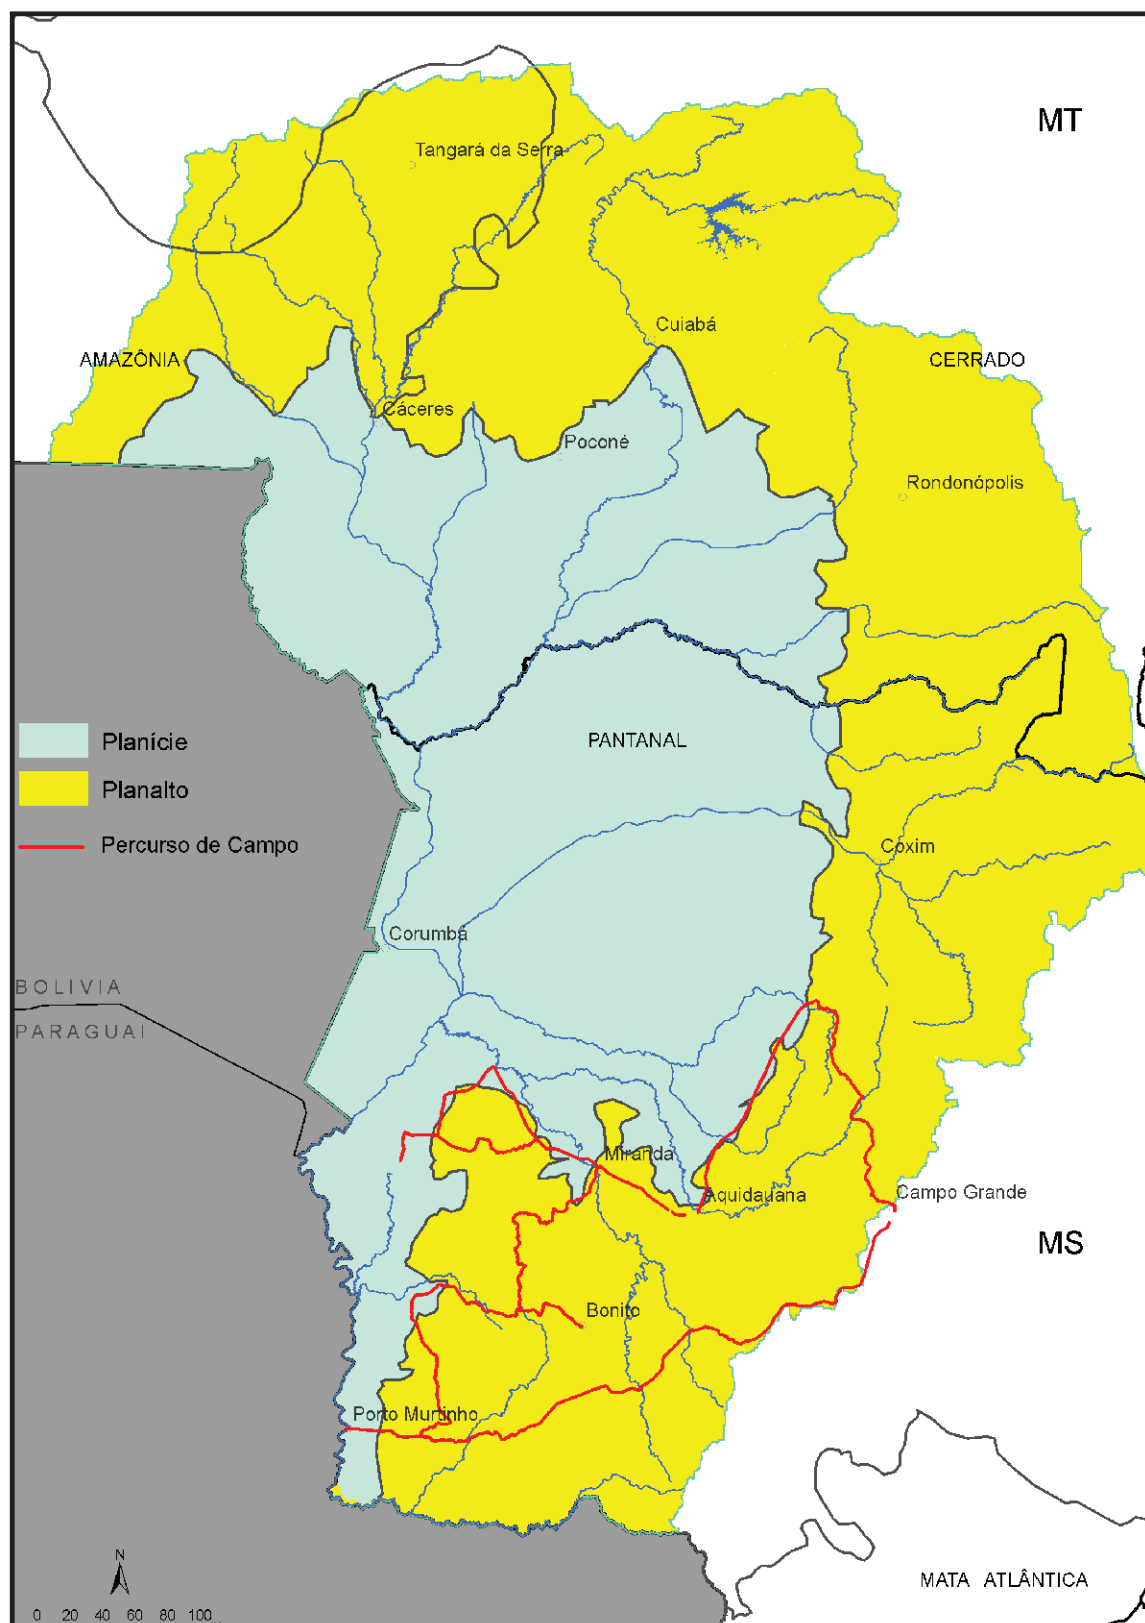 MT
Tangará da Serra
Cuiabá
AMAZÔNIA
CERRADO
Cáceres
Poconé
Rondonópolis
Planície
PANTANAL
Planalto
Percurso de Campo
Coxim
Corumbá
BOLIVIA
PARAGUAI
Miranda
Aquidauana
Campo Grande
MS
Bonito
Porto Murtinho
N
MATA ATLÂNTICA
0 20 40 60 80 100